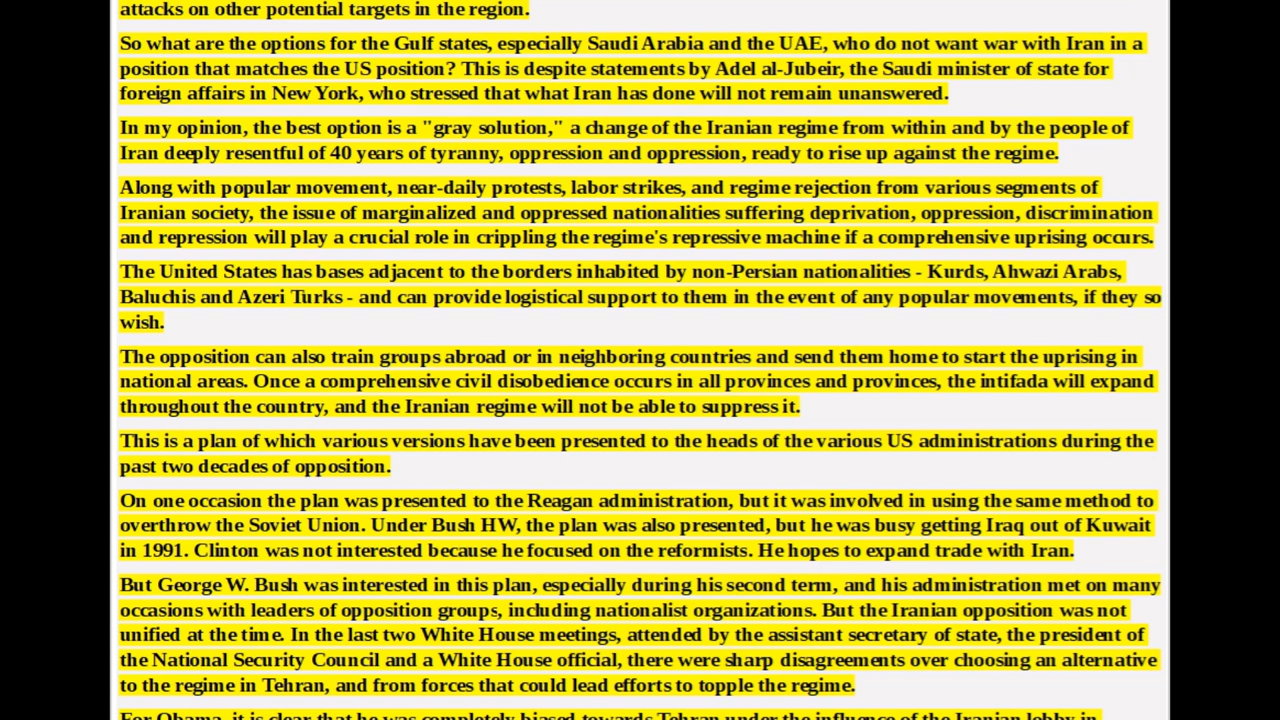 attacks on other potential targets in the region.
So what are the options for the Gulf states, especially Saudi Arabia and the UAE, who do not want war with Iran in a
position that matches the US position? This is despite statements by Adel al-Jubeir, the Saudi minister of state for
foreign affairs in New York, who stressed that what Iran has done will not remain unanswered.
In my opinion, the best option is a "gray solution," a change of the Iranian regime from within and by the people of
Iran deeply resentful of 40 years of tyranny, oppression and oppression, ready to rise up against the regime.
Along with popular movement, near-daily protests, labor strikes, and regime rejection from various segments of
Iranian society, the issue of marginalized and oppressed nationalities suffering deprivation, oppression, discrimination
and repression will play a crucial role in crippling the regime's repressive machine if a comprehensive uprising occurs.
The United States has bases adjacent to the borders inhabited by non-Persian nationalities - Kurds, Ahwazi Arabs,
Baluchis and Azeri Turks - and can provide logistical support to them in the event of any popular movements, if they so
wish.
The opposition can also train groups abroad or in neighboring countries and send them home to start the uprising in
national areas. Once a comprehensive civil disobedience occurs in all provinces and provinces, the intifada will expand
throughout the country, and the Iranian regime will not be able to suppress it.
This is a plan of which various versions have been presented to the heads of the various US administrations during the
past two decades of opposition.
On one occasion the plan was presented to the Reagan administration, but it was involved in using the same method to
overthrow the Soviet Union. Under Bush HW, the plan was also presented, but he was busy getting Iraq out of Kuwait
in 1991. Clinton was not interested because he focused on the reformists. He hopes to expand trade with Iran.
But George W. Bush was interested in this plan, especially during his second term, and his administration met on many
occasions with leaders of opposition groups, including nationalist organizations. But the Iranian opposition was not
unified at the time. In the last two White House meetings, attended by the assistant secretary of state, the president of
the National Security Council and a White House official, there were sharp disagreements over choosing an alternative
to the regime in Tehran, and from forces that could lead efforts to topple the regime.
For Obama, it is clear that he was completely biased towards Tehran under the influence of the Iranian lobby in